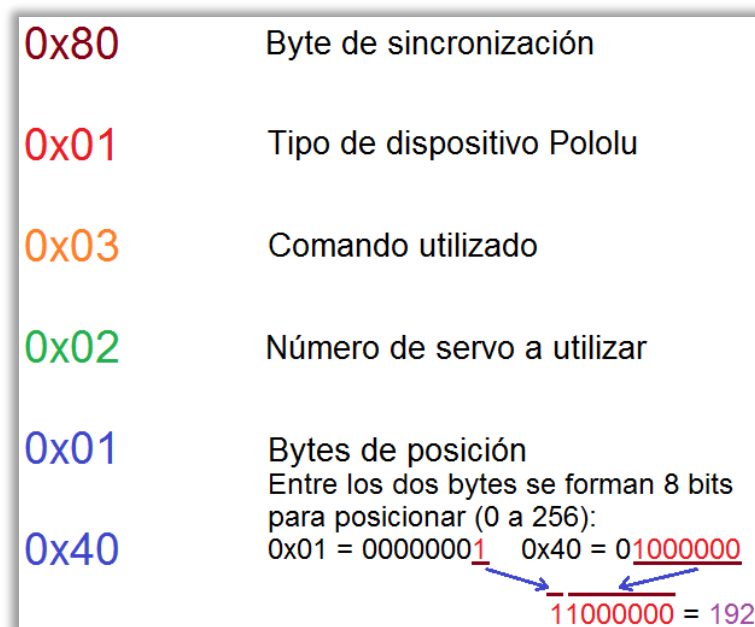 0x80 Byte de sincronización
0x01 Tipo de dispositivo Pololu
0x03 Comando utilizado
0x02 Número de servo a utilizar
0x01 Bytes de posición
Entre los dos bytes se forman 8 bits
para posicionar (0 a 256):
0x40 0x01 = 00000001 0x40 = 01000000
11000000 = 192